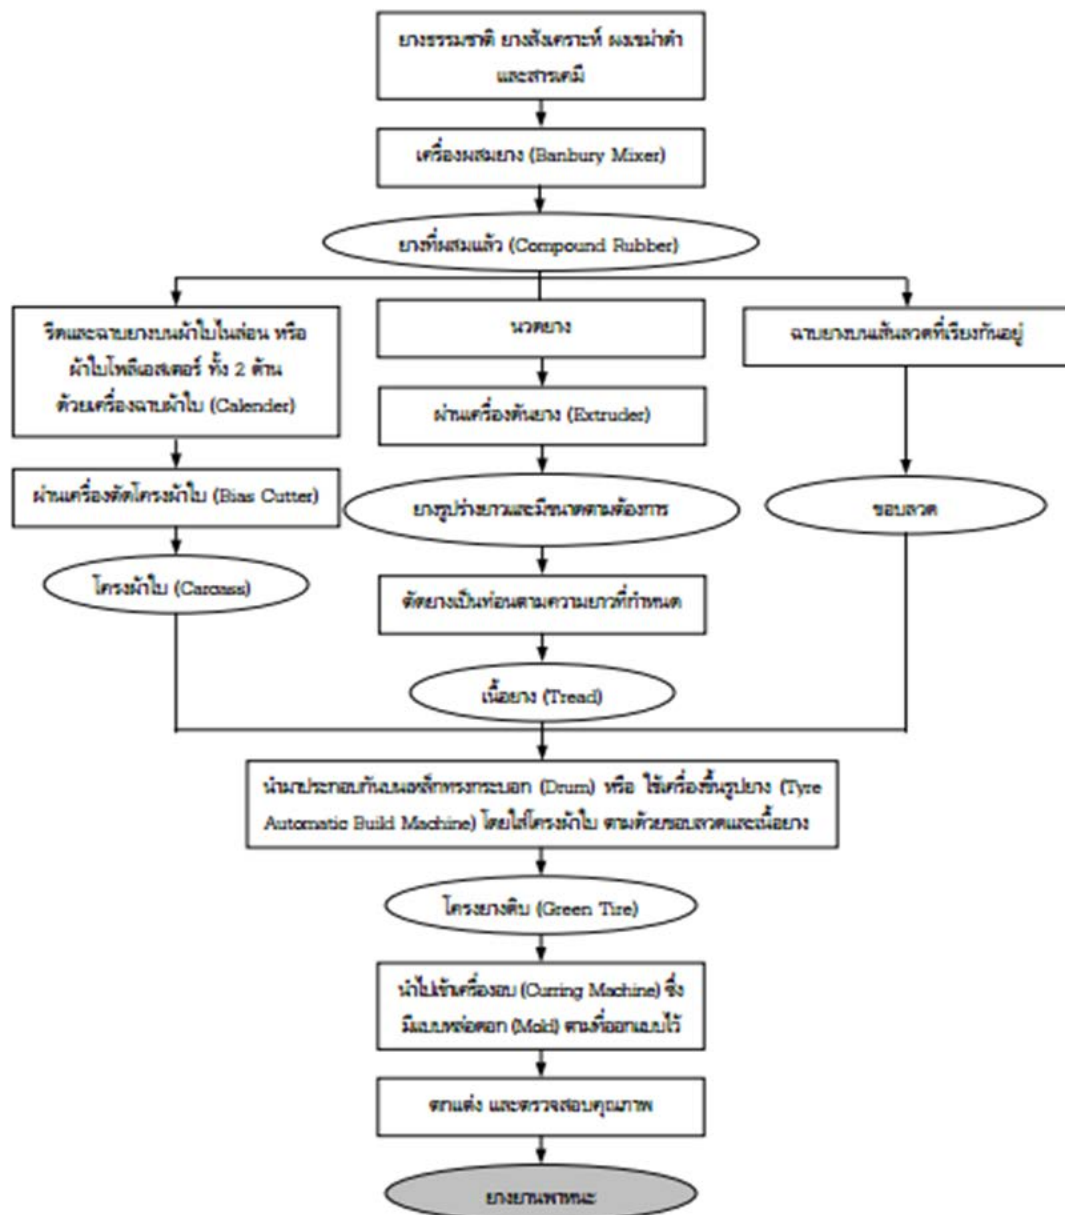 ยางธรรมชาติ ยางสังเคราะห์ ผงเขม่าดำ
และสารเคมี
เครื่องผสมยาง (Banbury Mixer)
ยางที่ผสมแล้ว (Compound Rubber)
รีดและฉาบยางบนผ้าใบไนล่อน หรือ
ผ้าใบโพลีเอสเตอร์ ทั้ง 2 ด้าน
ด้วยเครื่องฉาบผ้าใบ (Calender)
ผ่านเครื่องตัดโครงผ้าใบ (Bias Cutter)
โครงผ้าใบ (Carcass)
นวดยาง
ผ่านเครื่องดันยาง (Extruder)
ยางรูปร่างยาวและมีขนาดตามต้องการ
ตัดยางเป็นท่อนตามความยาวที่กำหนด
เนื้อยาง (Tread)
ฉาบยางบนเส้นลวดที่เรียงกันอยู่
ขอบลวด
นำมาประกอบกันบนเหล็กทรงกระบอก (Drum) หรือ ใช้เครื่องขึ้นรูปยาง (Tyre
Automatic Build Machine) โดยใส่โครงผ้าใบ ตามด้วยขอบลวดและเนื้อยาง
โครงยางดิบ (Green Tire)
นำไปเข้าเครื่องอบ (Curring Machine) ซึ่ง
มีแบบหล่อดอก (Mold) ตามที่ออกแบบไว้
ตกแต่ง และตรวจสอบคุณภาพ
ยางยานพาหนะ